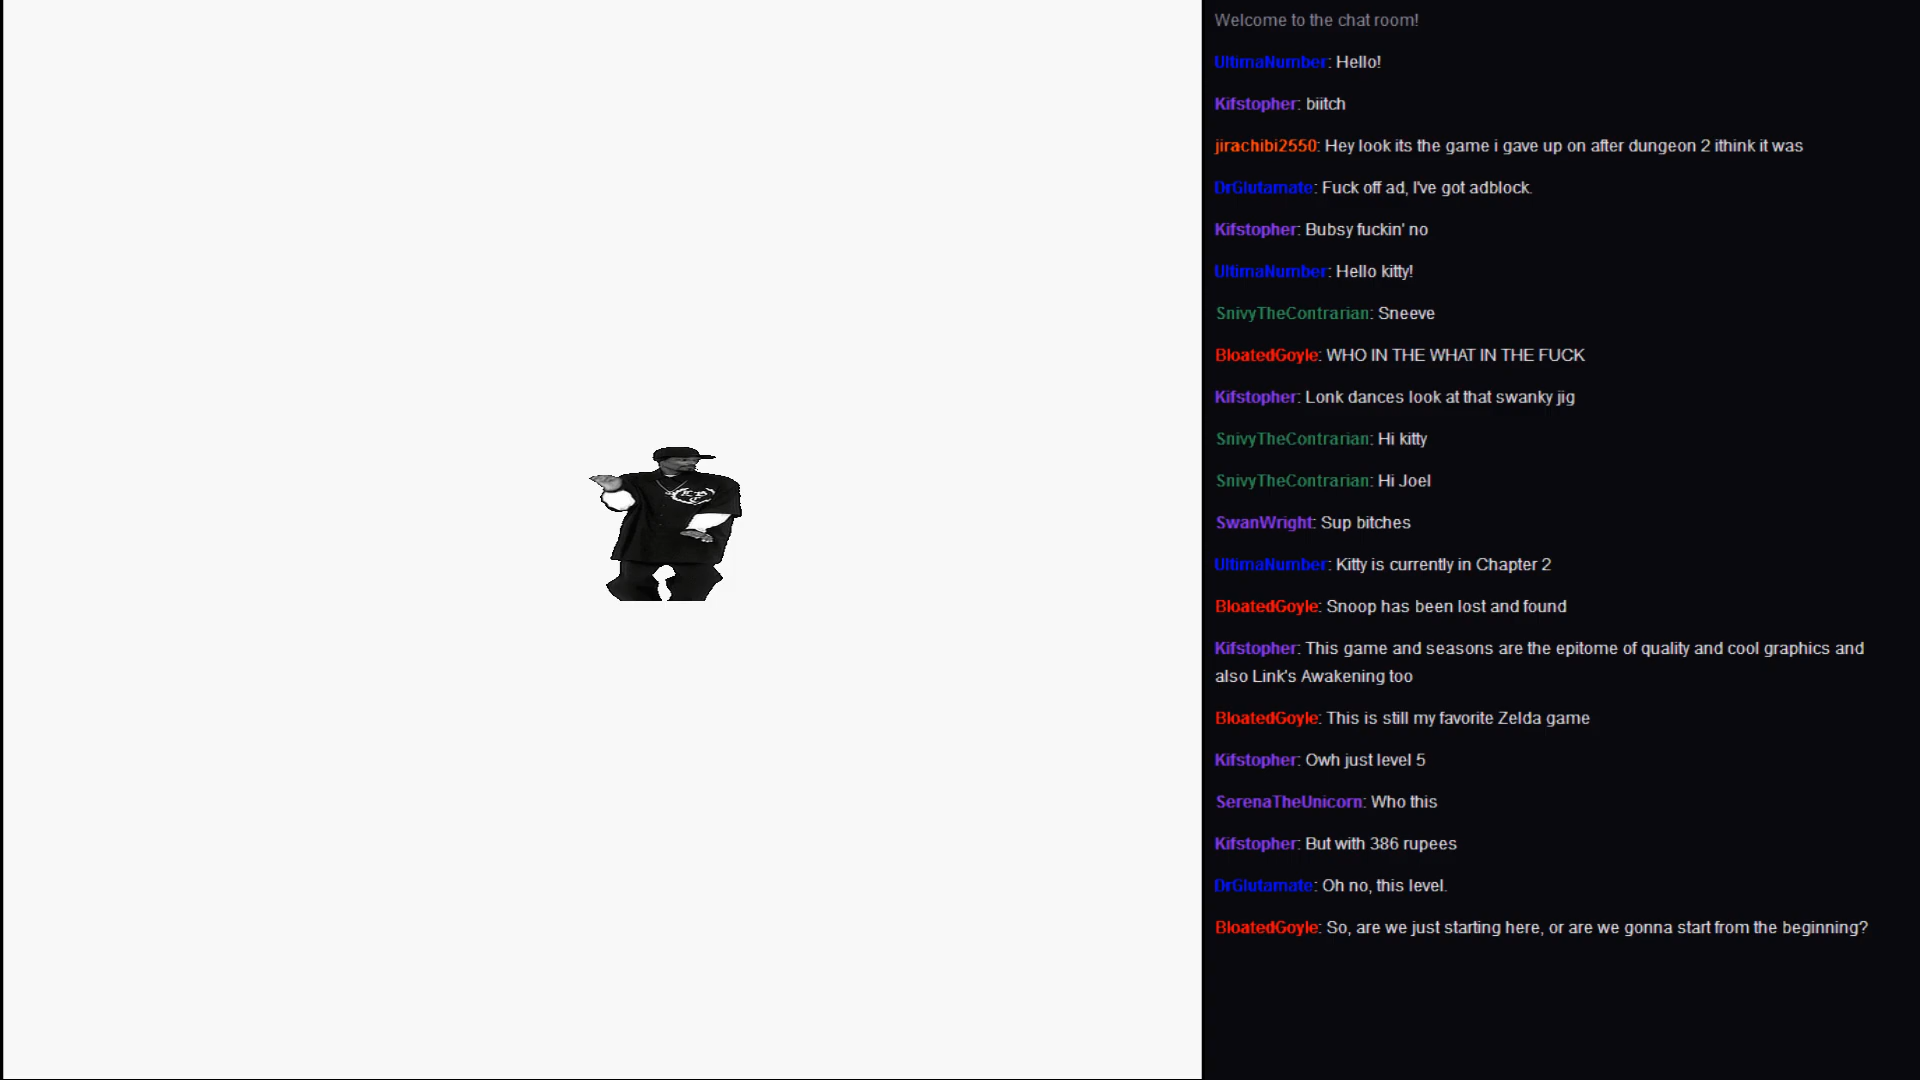 Welcome to the chat room!
UltimaNumber: Hello!
Kifstopher: biitch
jirachibi2550: Hey look its the game i gave up on after dungeon 2 ithink it was
DrGlutamate: Fuck off ad, I've got adblock.
Kifstopher: Bubsy fuckin' no
UltimaNumber: Hello kitty!
SnivyTheContrarian: Sneeve
BloatedGoyle: WHO IN THE WHAT IN THE FUCK
Kifstopher: Lonk dances look at that swanky jig
SnivyTheContrarian: Hi kitty
SnivyTheContrarian: Hi Joel
SwanWright: Sup bitches
UltimaNumber: Kitty is currently in Chapter 2
BloatedGoyle: Snoop has been lost and found
Kifstopher: This game and seasons are the epitome of quality and cool graphics and
also Link's Awakening too
BloatedGoyle: This is still my favorite Zelda game
Kifstopher: Owh just level 5
SerenaTheUnicorn: Who this
Kifstopher: But with 386 rupees
DrGlutamate: Oh no, this level.
BloatedGoyle: So, are we just starting here, or are we gonna start from the beginning?